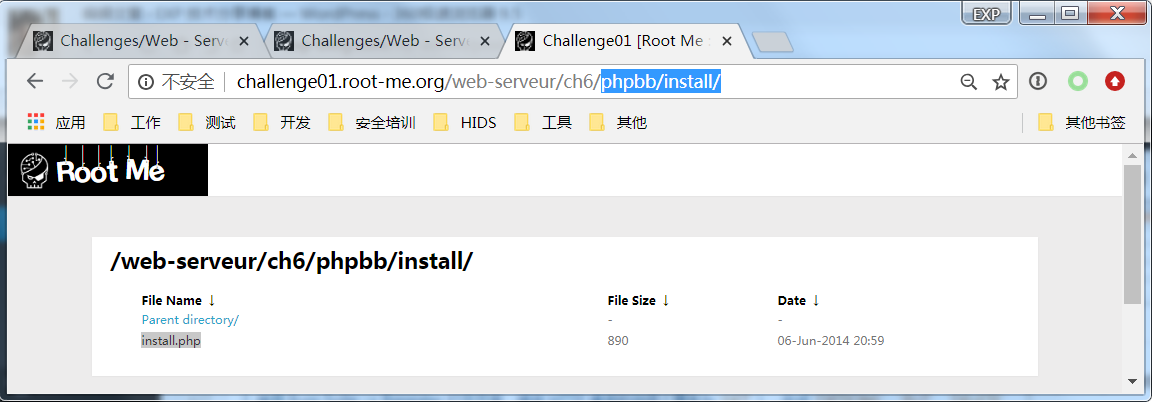 EXP
Challenges/Web - Serve
Challenges/Web - Serve
Challenge01 [Root Me :
不安全 challenge01.root-me.org/web-serveur/ch6/phpbb/install/
应用 工作 测试 开发 安全培训 HIDS 工具 其他 其他书签
Root Me
/web-serveur/ch6/phpbb/install/
File Name ↓ File Size ↓ Date ↓
Parent directory/ - -
install.php 890 06-Jun-2014 20:59